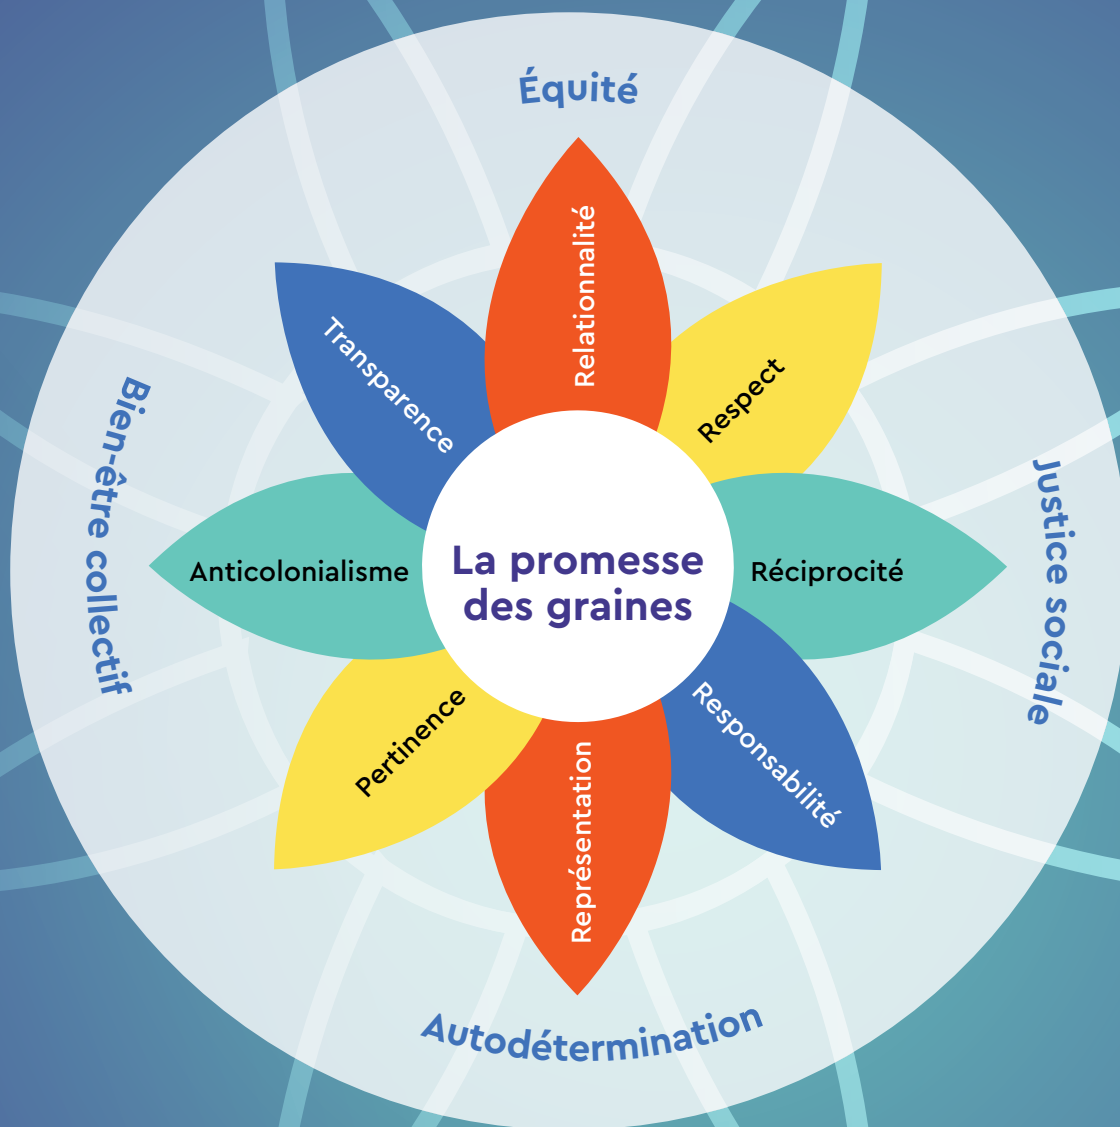 Équité
Relationnalité
Respect
Transparence
Bien-être collectif
Justice sociale
Anticolonialisme
La promesse
des graines
Réciprocité
Pertinence
Responsabilité
Représentation
Autodétermination